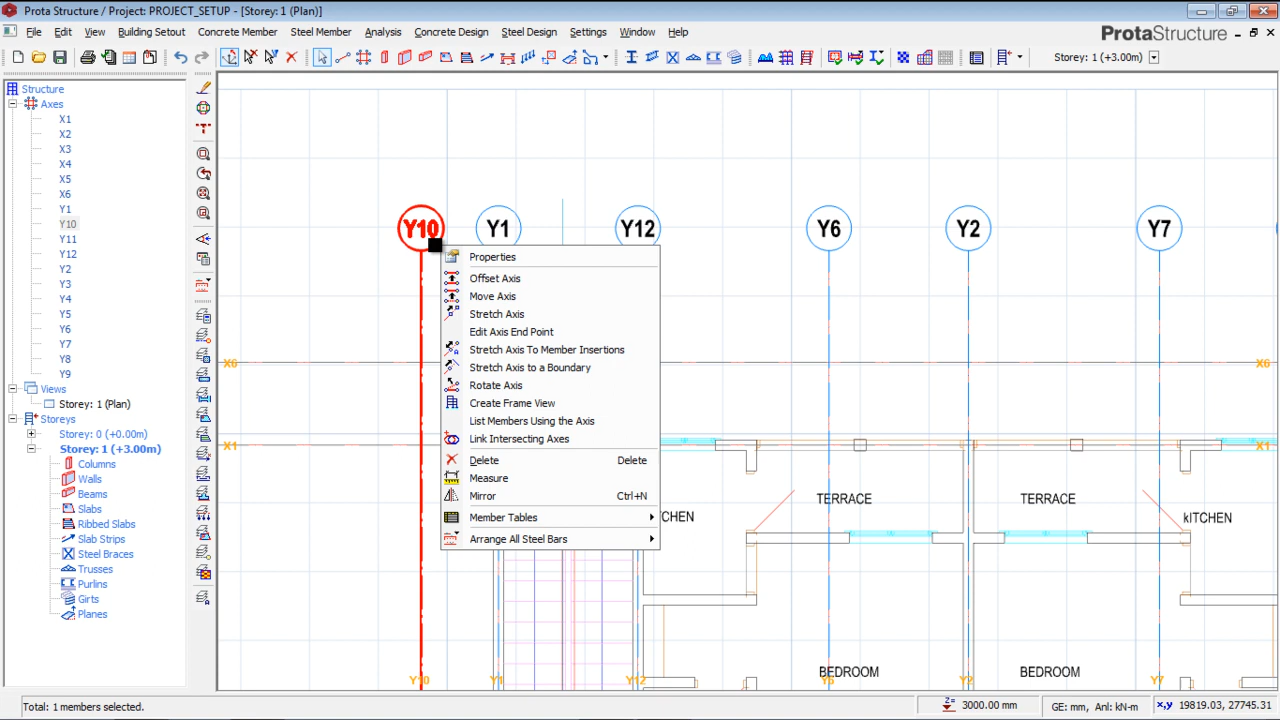 Prota Structure / Project: PROJECT_SETUP - [Storey: 1 (Plan)]
File Edit View Building Setout Concrete Member Steel Member Analysis Concrete Design Steel Design Settings Window Help
ProtaStructure
Storey: 1 (+3.00m)
Structure
Axes
X1
X2
X3
X4
X5
X6
Y1
Y10
Y11
Y12
Y2
Y3
Y4
Y5
Y6
Y7
Y8
Y9
Views
Storey: 1 (Plan)
Storeys
Storey: 0 (+0.00m)
Storey: 1 (+3.00m)
Columns
Walls
Beams
Slabs
Ribbed Slabs
Slab Strips
Steel Braces
Trusses
Purlins
Girts
Planes
Y10 Y1 Y12 Y6 Y2 Y7
Properties
Offset Axis
Move Axis
Stretch Axis
Edit Axis End Point
Stretch Axis To Member Insertions
Stretch Axis to a Boundary
Rotate Axis
Create Frame View
List Members Using the Axis
Link Intersecting Axes
Delete Delete
Measure
Mirror Ctrl+N
Member Tables
Arrange All Steel Bars
X6 X6
X1 X1
TERRACE TERRACE
CHEN kITCHEN
BEDROOM BEDROOM
Y10 Y1 Y12 Y6 Y2 Y7
Total: 1 members selected.
Z= 3000.00 mm GE: mm, Anl: kN-m x,y 19819.03, 27745.31